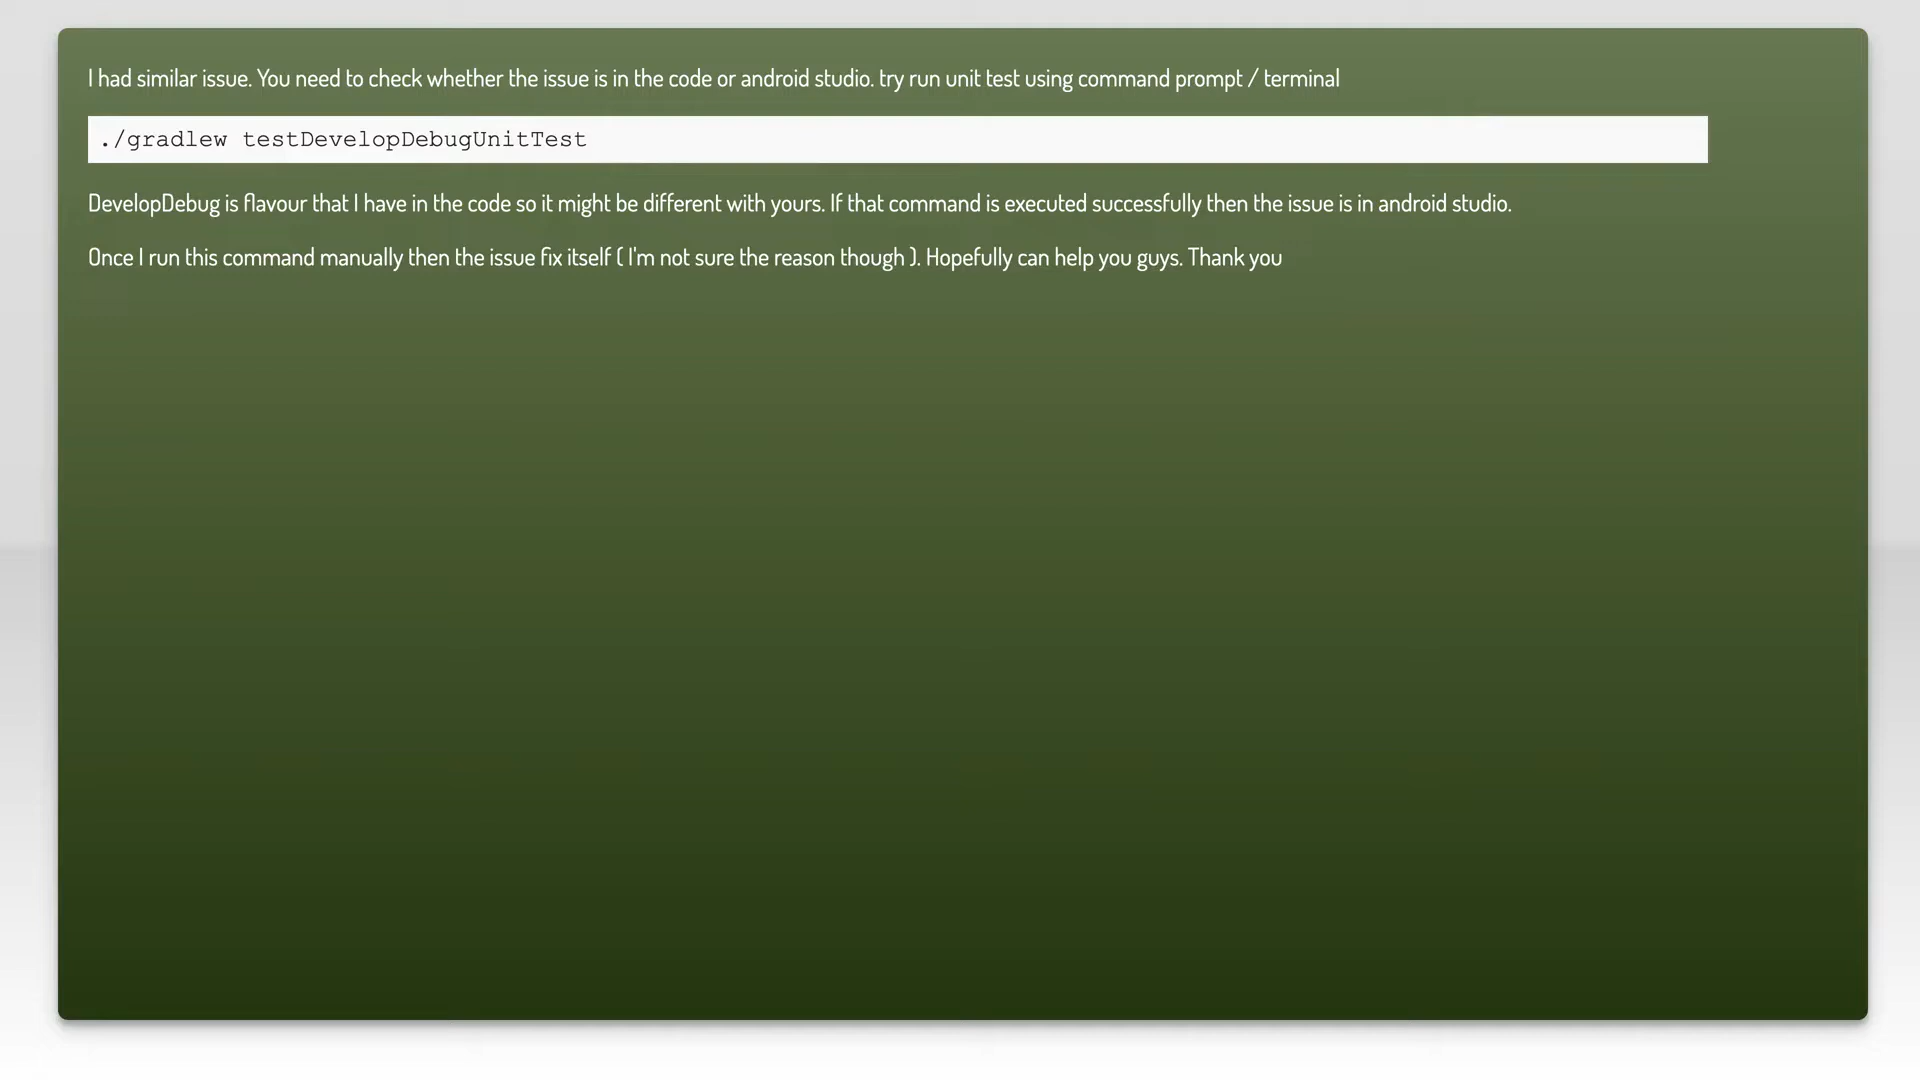 I had similar issue. You need to check whether the issue is in the code or android studio. try run unit test using command prompt / terminal
./gradlew testDevelopDebugUnitTest
DevelopDebug is flavour that I have in the code so it might be different with yours. If that command is executed successfully then the issue is in android studio.
Once I run this command manually then the issue fix itself ( I'm not sure the reason though ). Hopefully can help you guys. Thank you